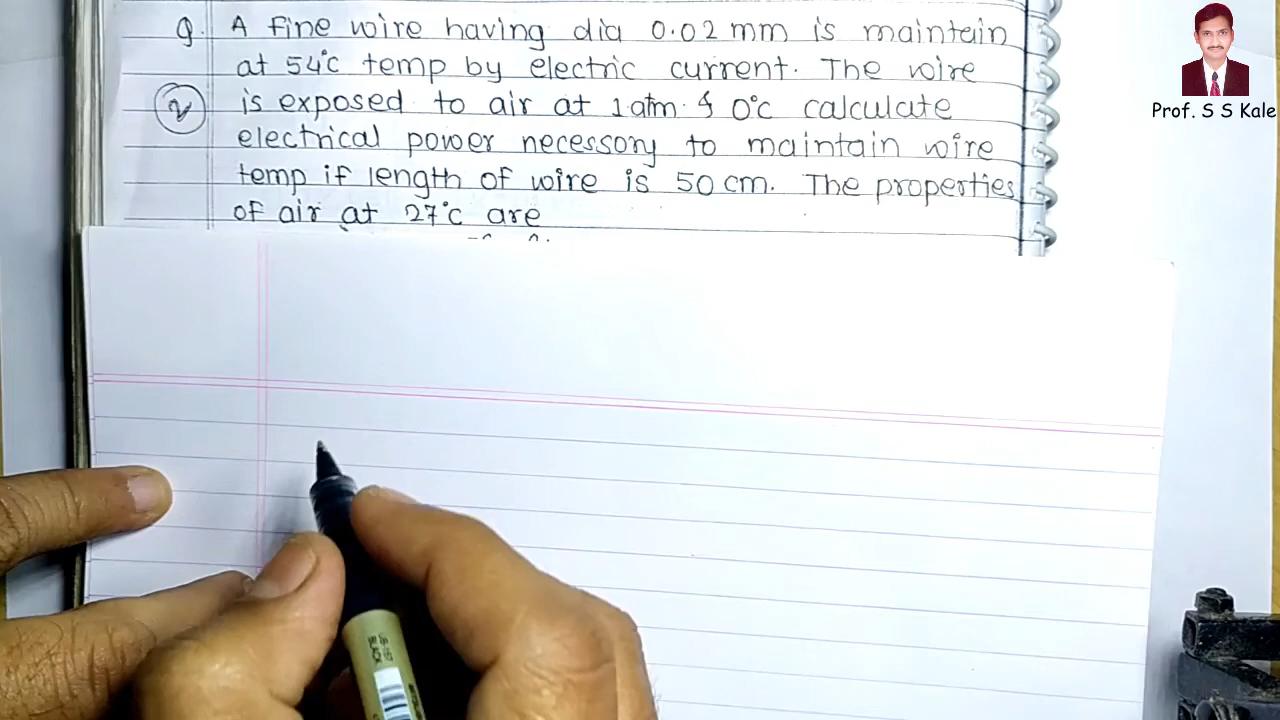 Q. A fine wire having dia 0.02 mm is maintain
at 54°c temp by electric current. The wire
is exposed to air at 1 atm & 0°c calculate
electrical power necessory to maintain wire
temp if length of wire is 50 cm. The properties
of air at 27°c are
Prof. S S Kale